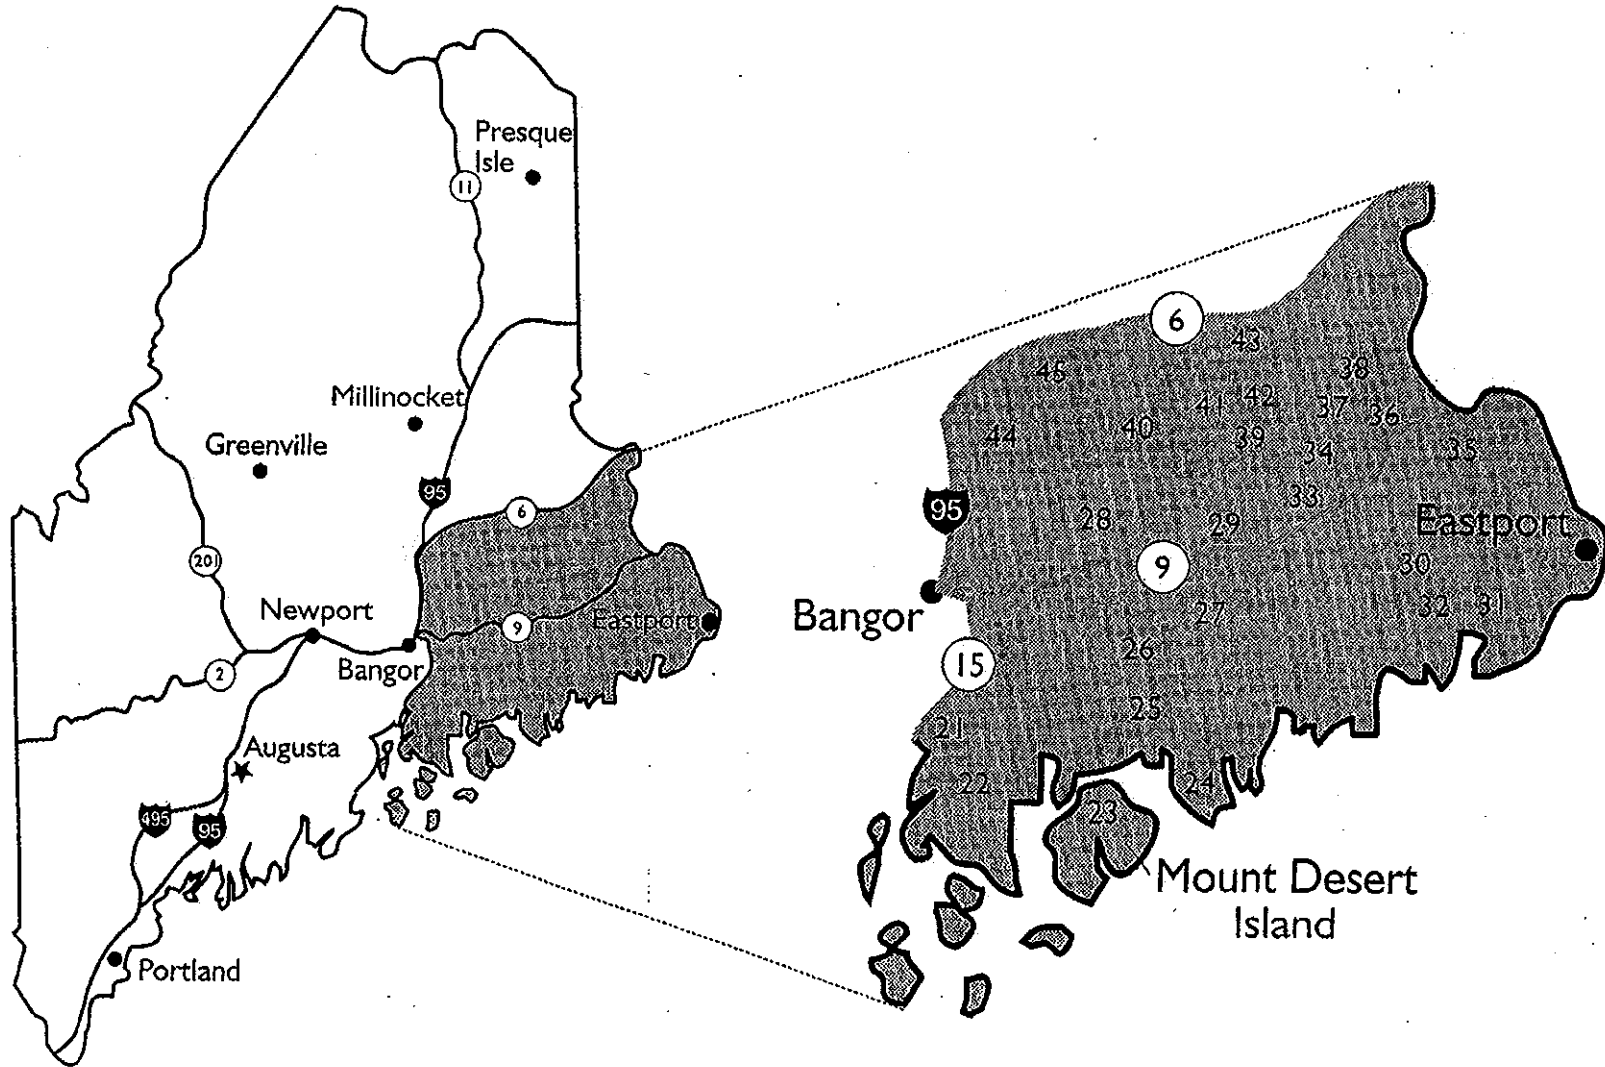 Presque
Isle
11
Millinocket
Greenville
95
6
201
Newport
9
Eastport
2
Bangor
Augusta
495
95
Portland
6
43
45
38
41
42
37
36
44
40
39
34
35
33
95
28
29
Eastport
9
30
Bangor
27
32
31
15
26
25
21
22
24
23
Mount Desert
Island